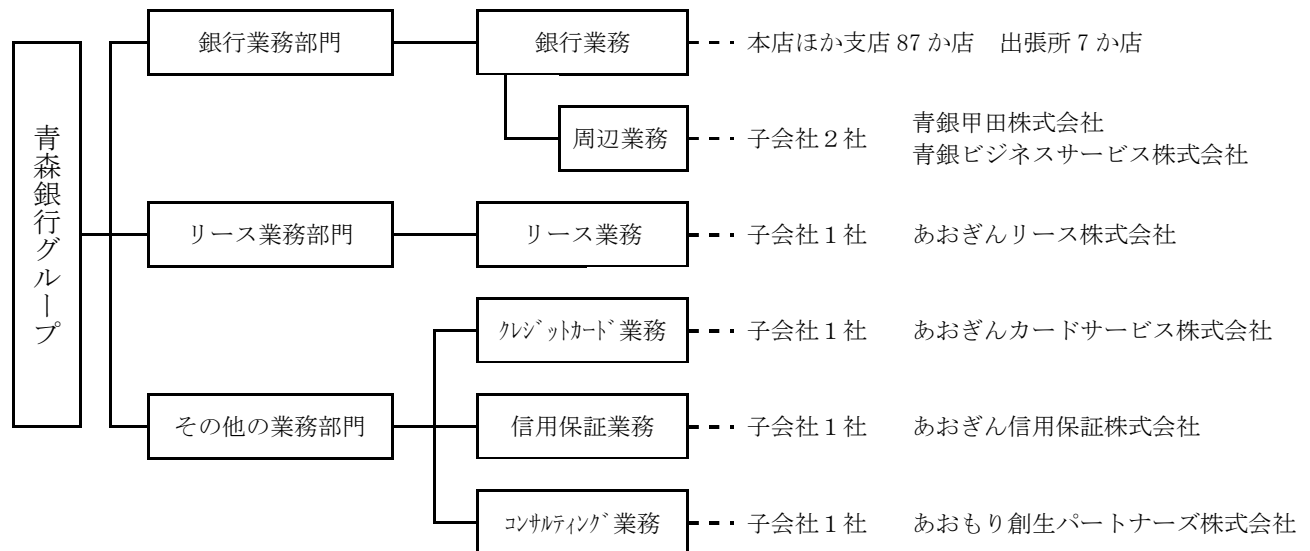 青森銀行グループ
銀行業務部門
銀行業務
本店ほか支店 87 か店　出張所 7 か店
周辺業務
子会社 2 社
青銀甲田株式会社
青銀ビジネスサービス株式会社
リース業務部門
リース業務
子会社 1 社
あおぎんリース株式会社
その他の業務部門
ｸﾚｼﾞｯﾄｶｰﾄﾞ業務
子会社 1 社
あおぎんカードサービス株式会社
信用保証業務
子会社 1 社
あおぎん信用保証株式会社
ｺﾝｻﾙﾃｨﾝｸﾞ業務
子会社 1 社
あおもり創生パートナーズ株式会社